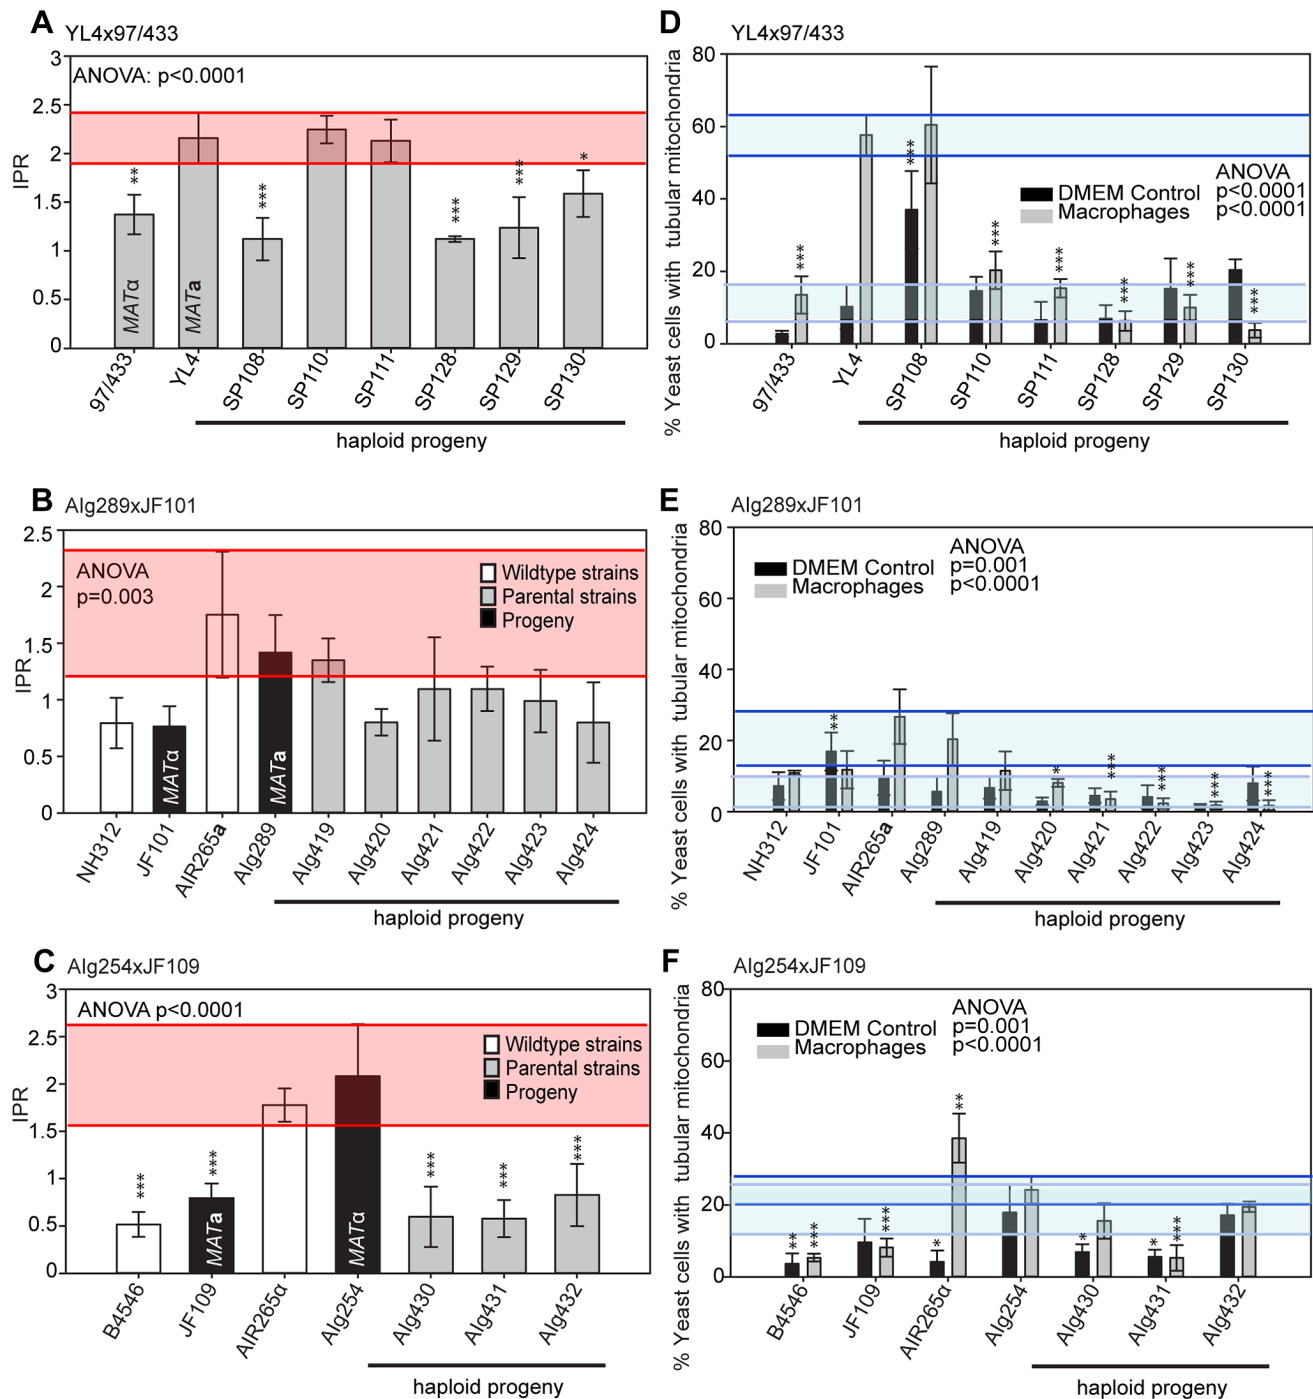 A
YL4x97/433
ANOVA: p<0.0001
IPR
3
2.5
2
1.5
1
0.5
0
**
***
***
***
*
MATα
MATa
97/433
YL4
SP108
SP110
SP111
SP128
SP129
SP130
haploid progeny
D
YL4x97/433
% Yeast cells with tubular mitochondria
80
60
40
20
0
DMEM Control
Macrophages
ANOVA
p<0.0001
p<0.0001
***
***
***
***
***
***
***
97/433
YL4
SP108
SP110
SP111
SP128
SP129
SP130
haploid progeny
B
Alg289xJF101
ANOVA
p=0.003
IPR
2.5
2
1.5
1
0.5
0
Wildtype strains
Parental strains
Progeny
MATα
MATa
NH312
JF101
AIR265a
Alg289
Alg419
Alg420
Alg421
Alg422
Alg423
Alg424
haploid progeny
E
Alg289xJF101
% Yeast cells with tubular mitochondria
80
60
40
20
0
DMEM Control
Macrophages
ANOVA
p=0.001
p<0.0001
**
*
***
***
***
***
NH312
JF101
AIR265a
Alg289
Alg419
Alg420
Alg421
Alg422
Alg423
Alg424
haploid progeny
C
Alg254xJF109
ANOVA p<0.0001
IPR
3
2.5
2
1.5
1
0.5
0
Wildtype strains
Parental strains
Progeny
***
***
***
***
***
MATa
MATα
B4546
JF109
AIR265α
Alg254
Alg430
Alg431
Alg432
haploid progeny
F
Alg254xJF109
% Yeast cells with tubular mitochondria
80
60
40
20
0
DMEM Control
Macrophages
ANOVA
p=0.001
p<0.0001
**
***
***
*
**
*
*
***
B4546
JF109
AIR265α
Alg254
Alg430
Alg431
Alg432
haploid progeny